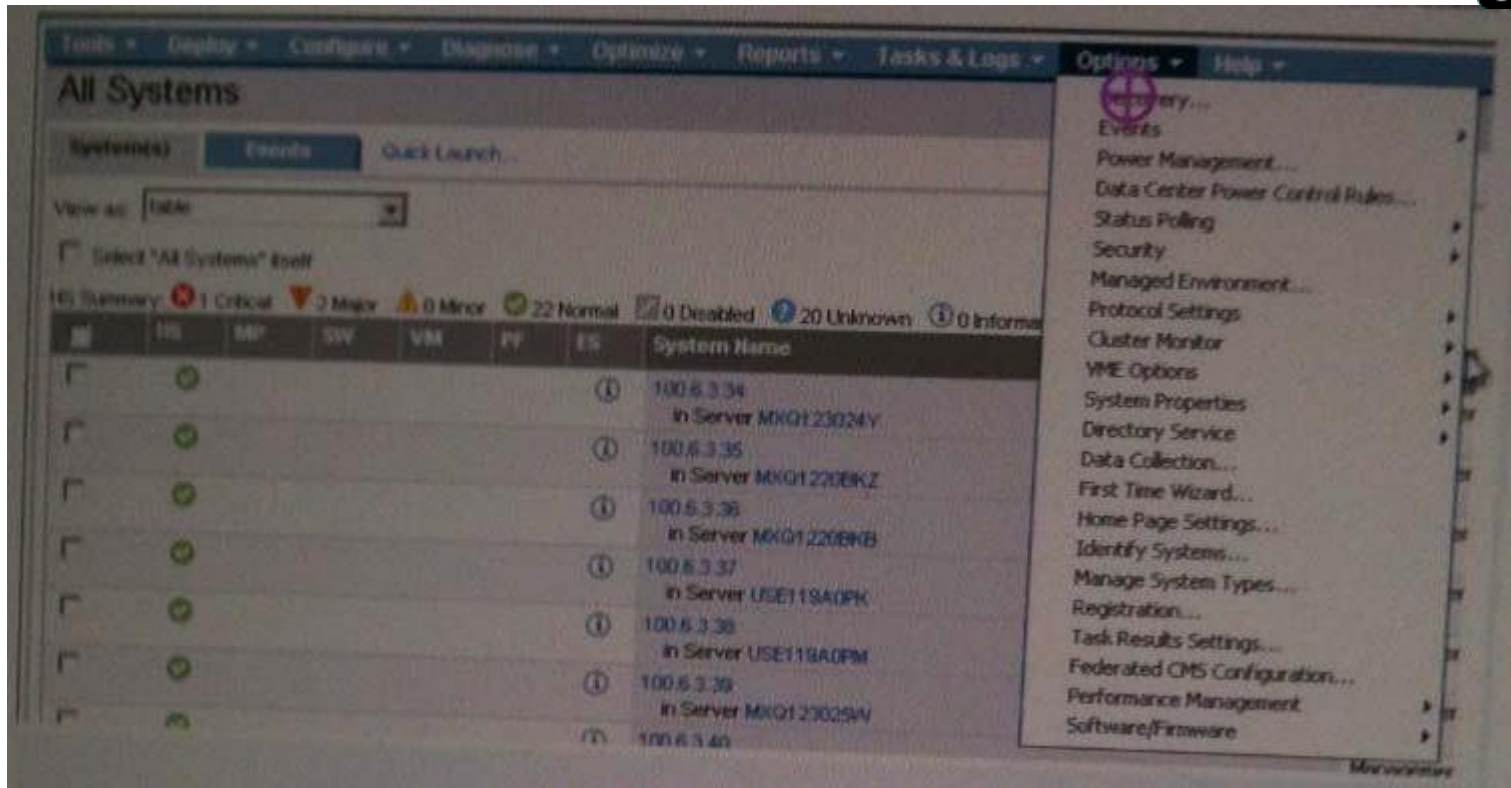 Tools Deploy Configure Diagnose Optimize Reports Tasks & Logs Options Help
All Systems
System(s) Events Quick Launch...
View as: table
Select "All Systems" itself
HS Summary: 1 Critical 2 Major 0 Minor 22 Normal 0 Disabled 20 Unknown 0 Informa
HS MP SW VM PF ES System Name
100.6.3.34
in Server MXQ123024Y
100.6.3.35
in Server MXQ1220BKZ
100.6.3.36
in Server MXQ1220BKB
100.6.3.37
in Server USE119A0PK
100.6.3.38
in Server USE119A0PM
100.6.3.39
in Server
100.6.3.40
Events
Power Management...
Data Center Power Control Rules...
Status Polling
Security
Managed Environment...
Protocol Settings
Cluster Monitor
VME Options
System Properties
Directory Service
Data Collection...
First Time Wizard...
Home Page Settings...
Identify Systems...
Manage System Types...
Registration...
Task Results Settings...
Federated CMS Configuration...
Performance Management
Software/Firmware